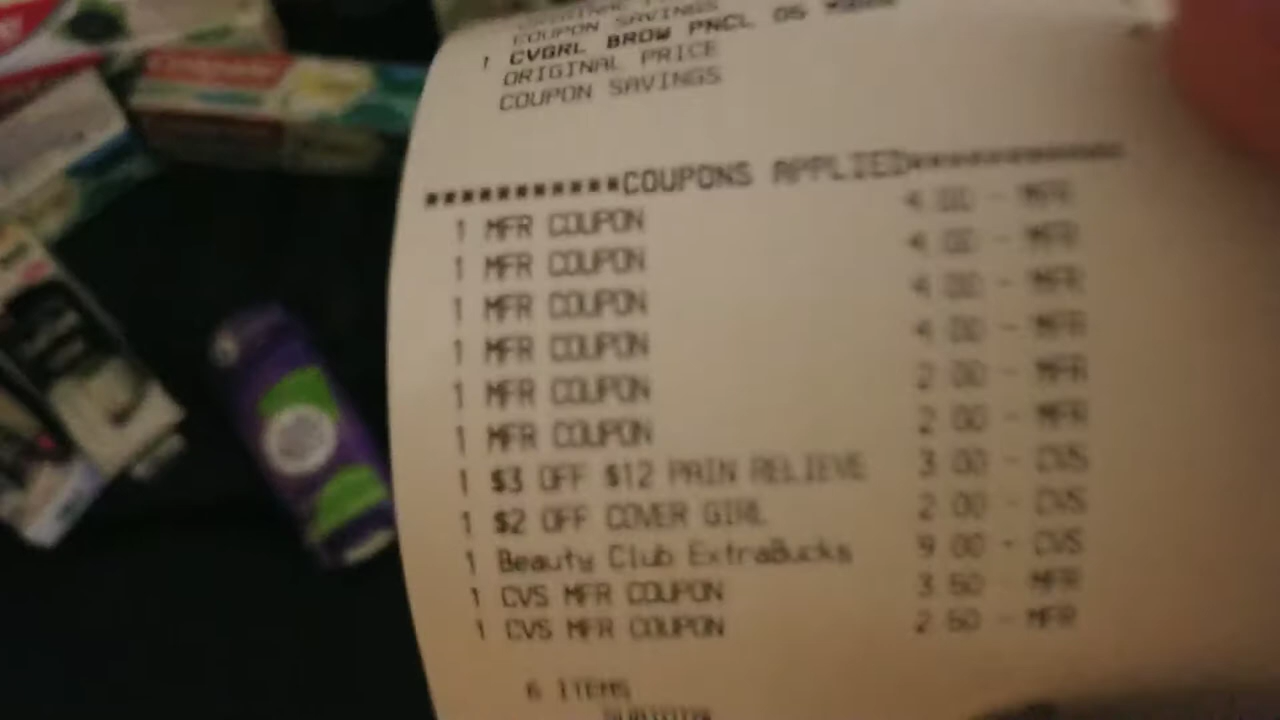 COUPON SAVINGS
1 CVGRL BROW PNCL 05
ORIGINAL PRICE
COUPON SAVINGS
***********COUPONS APPLIED***********
1 MFR COUPON 4.00 - MFR
1 MFR COUPON 4.00 - MFR
1 MFR COUPON 4.00 - MFR
1 MFR COUPON 4.00 - MFR
1 MFR COUPON 2.00 - MFR
1 MFR COUPON 2.00 - MFR
1 $3 OFF $12 PAIN RELIEVE 3.00 - CVS
1 $2 OFF COVER GIRL 2.00 - CVS
1 Beauty Club ExtraBucks 9.00 - CVS
1 CVS MFR COUPON 3.50 - MFR
1 CVS MFR COUPON 2.50 - MFR
6 ITEMS
SUBTOTAL
Colgate